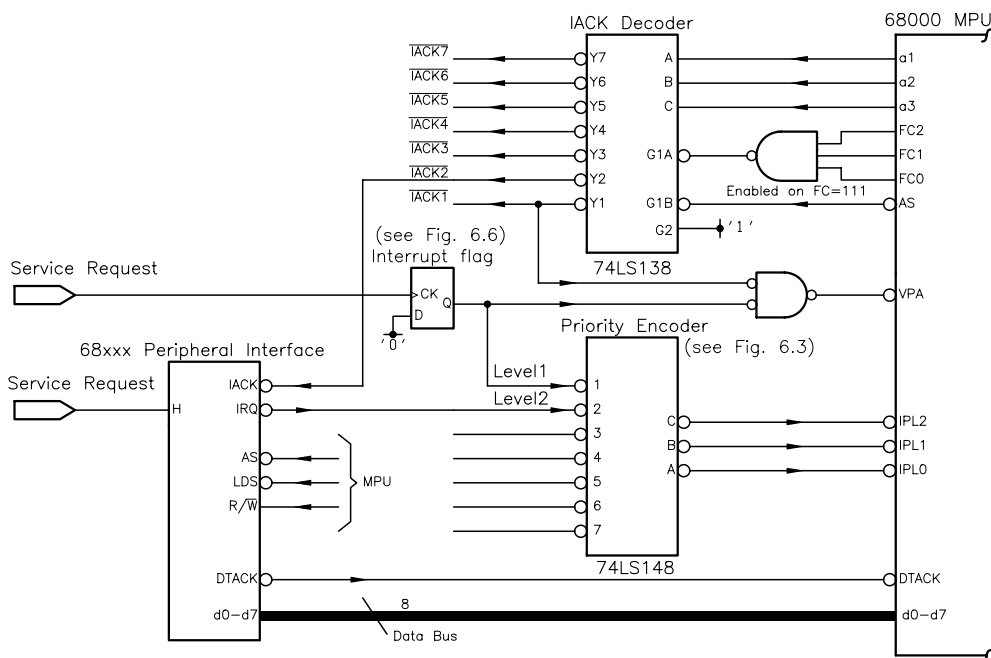 IACK Decoder
68000 MPU
IACK7
Y7
A
a1
IACK6
Y6
B
a2
IACK5
Y5
C
a3
IACK4
Y4
FC2
IACK3
Y3
G1A
FC1
IACK2
Y2
FC0
Enabled on FC=111
IACK1
Y1
G1B
AS
G2
'1'
74LS138
(see Fig. 6.6)
Interrupt flag
Service Request
CK
Q
D
'0'
VPA
Priority Encoder
(see Fig. 6.3)
68xxx Peripheral Interface
Service Request
H
IACK
IRQ
AS
LDS
R/W
MPU
DTACK
d0-d7
Level1
1
Level2
2
3
4
5
6
7
C
B
A
IPL2
IPL1
IPL0
74LS148
DTACK
8
d0-d7
Data Bus